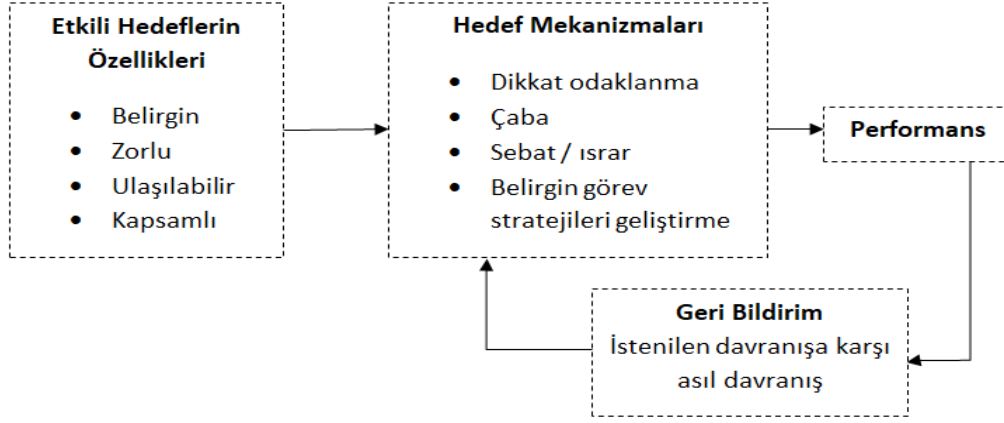 Etkili Hedeflerin
Özellikleri
• Belirgin
• Zorlu
• Ulaşılabilir
• Kapsamlı
Hedef Mekanizmaları
• Dikkat odaklanma
• Çaba
• Sebat / ısrar
• Belirgin görev
stratejileri geliştirme
Performans
Geri Bildirim
İstenilen davranışa karşı
asıl davranış